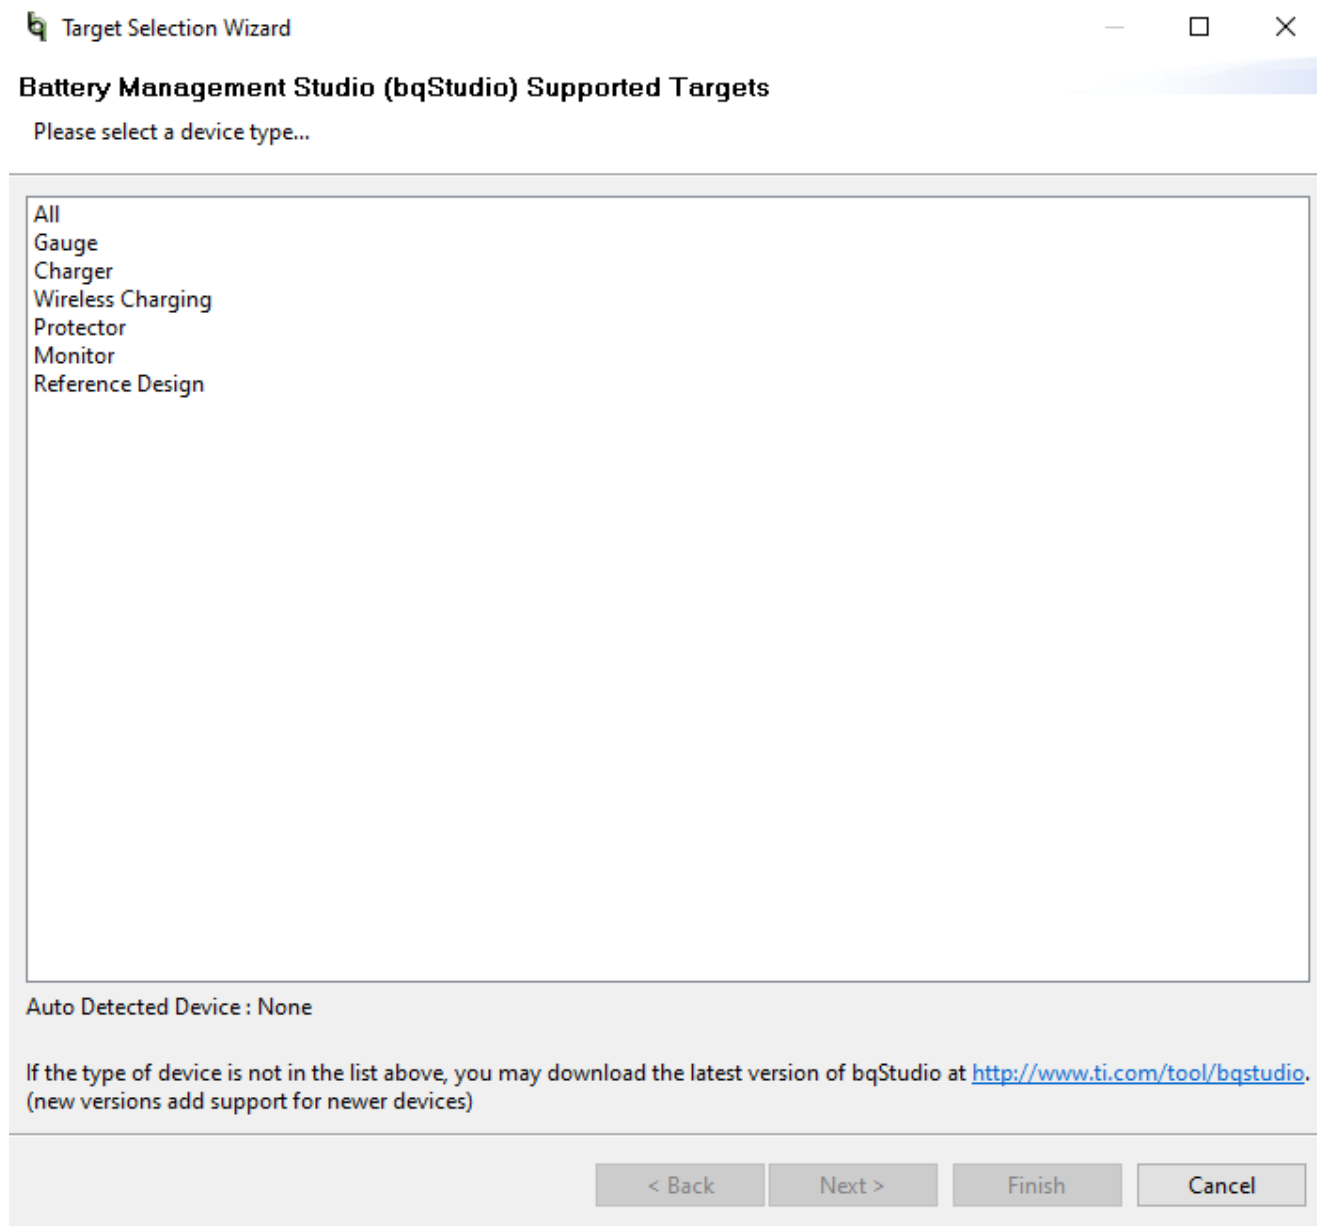 Target Selection Wizard
Battery Management Studio (bqStudio) Supported Targets
Please select a device type...
All
Gauge
Charger
Wireless Charging
Protector
Monitor
Reference Design
Auto Detected Device : None
If the type of device is not in the list above, you may download the latest version of bqStudio at http://www.ti.com/tool/bqstudio.
(new versions add support for newer devices)
< Back Next > Finish Cancel